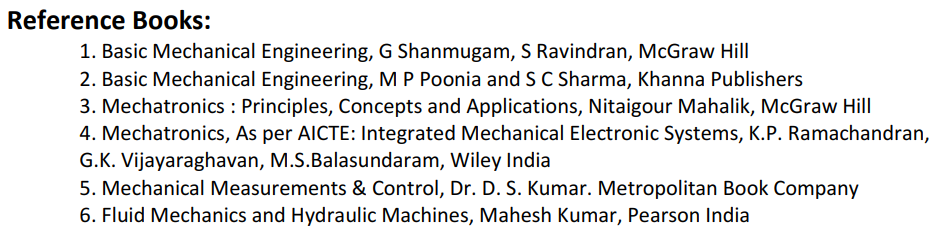 Reference Books:
1. Basic Mechanical Engineering, G Shanmugam, S Ravindran, McGraw Hill
2. Basic Mechanical Engineering, M P Poonia and S C Sharma, Khanna Publishers
3. Mechatronics : Principles, Concepts and Applications, Nitaigour Mahalik, McGraw Hill
4. Mechatronics, As per AICTE: Integrated Mechanical Electronic Systems, K.P. Ramachandran,
G.K. Vijayaraghavan, M.S.Balasundaram, Wiley India
5. Mechanical Measurements & Control, Dr. D. S. Kumar. Metropolitan Book Company
6. Fluid Mechanics and Hydraulic Machines, Mahesh Kumar, Pearson India